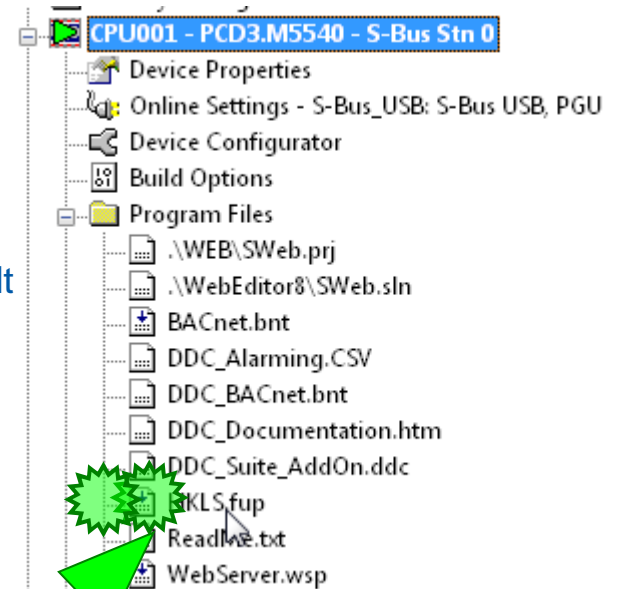 CPU001 - PCD3.M5540 - S-Bus Stn 0
Device Properties
Online Settings - S-Bus_USB: S-Bus USB, PGU
Device Configurator
Build Options
Program Files
.\WEB\SWeb.prj
lt
.\WebEditor8\SWeb.sln
BACnet.bnt
DDC_Alarming.CSV
DDC_BACnet.bnt
DDC_Documentation.htm
DDC_Suite_AddOn.ddc
KLS.fup
WebServer.wsp